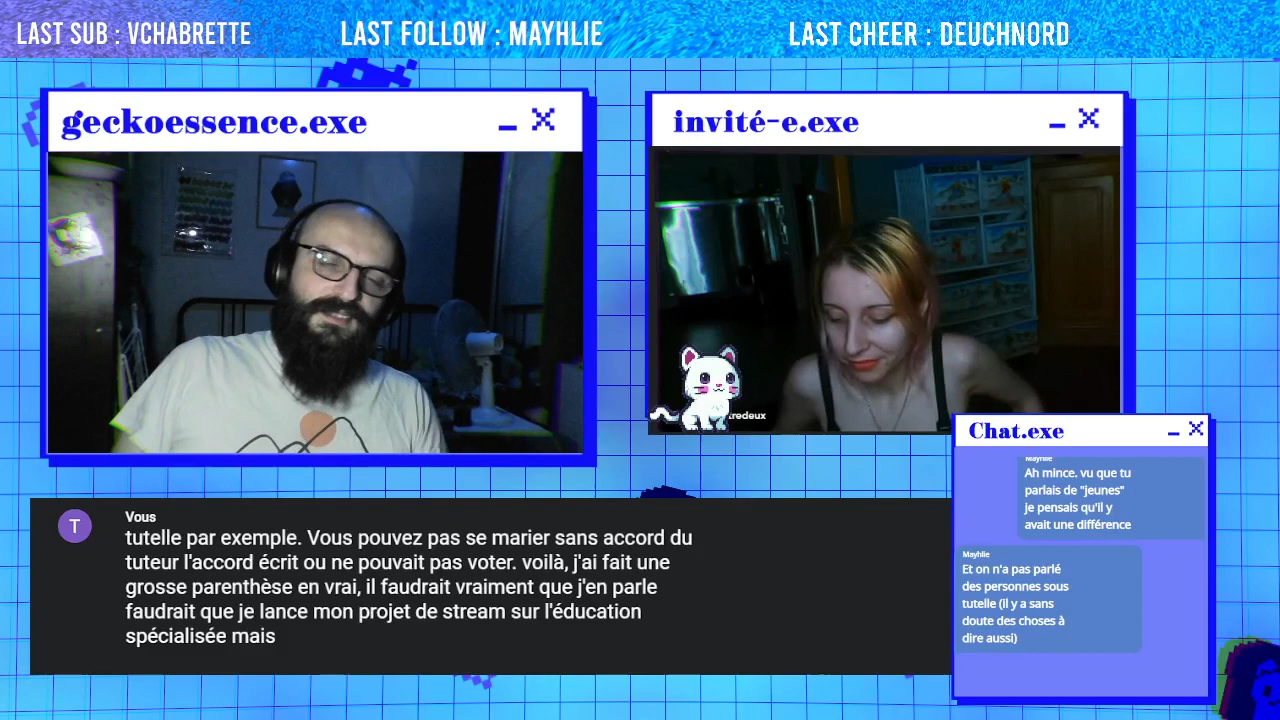 LAST SUB : VCHABRETTE
LAST FOLLOW : MAYHLIE
LAST CHEER : DEUCHNORD
geckoessence.exe
invité-e.exe
tredeux
Chat.exe
Mayhlie
Ah mince. vu que tu
parlais de "jeunes"
je pensais qu'il y
avait une différence
Mayhlie
Et on n'a pas parlé
des personnes sous
tutelle (il y a sans
doute des choses à
dire aussi)
T
Vous
tutelle par exemple. Vous pouvez pas se marier sans accord du
tuteur l'accord écrit ou ne pouvait pas voter. voilà, j'ai fait une
grosse parenthèse en vrai, il faudrait vraiment que j'en parle
faudrait que je lance mon projet de stream sur l'éducation
spécialisée mais